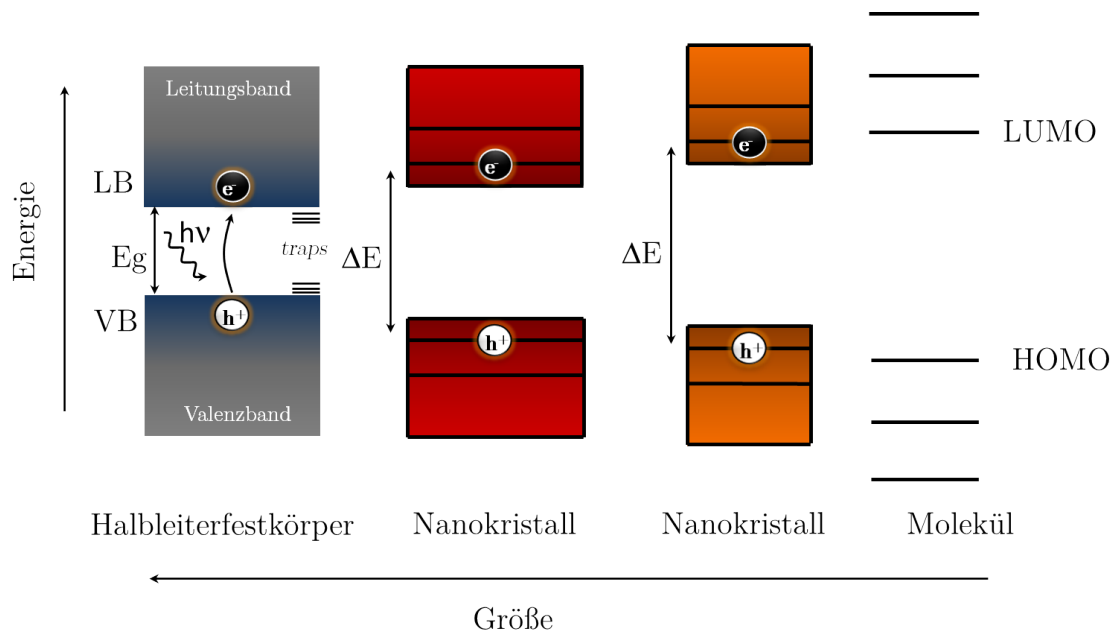 Leitungsband
LUMO
e⁻
e⁻
e⁻
LB
Energie
hν
traps
Eg
ΔE
ΔE
VB
h⁺
h⁺
h⁺
HOMO
Valenzband
Halbleiterfestkörper
Nanokristall
Nanokristall
Molekül
Größe